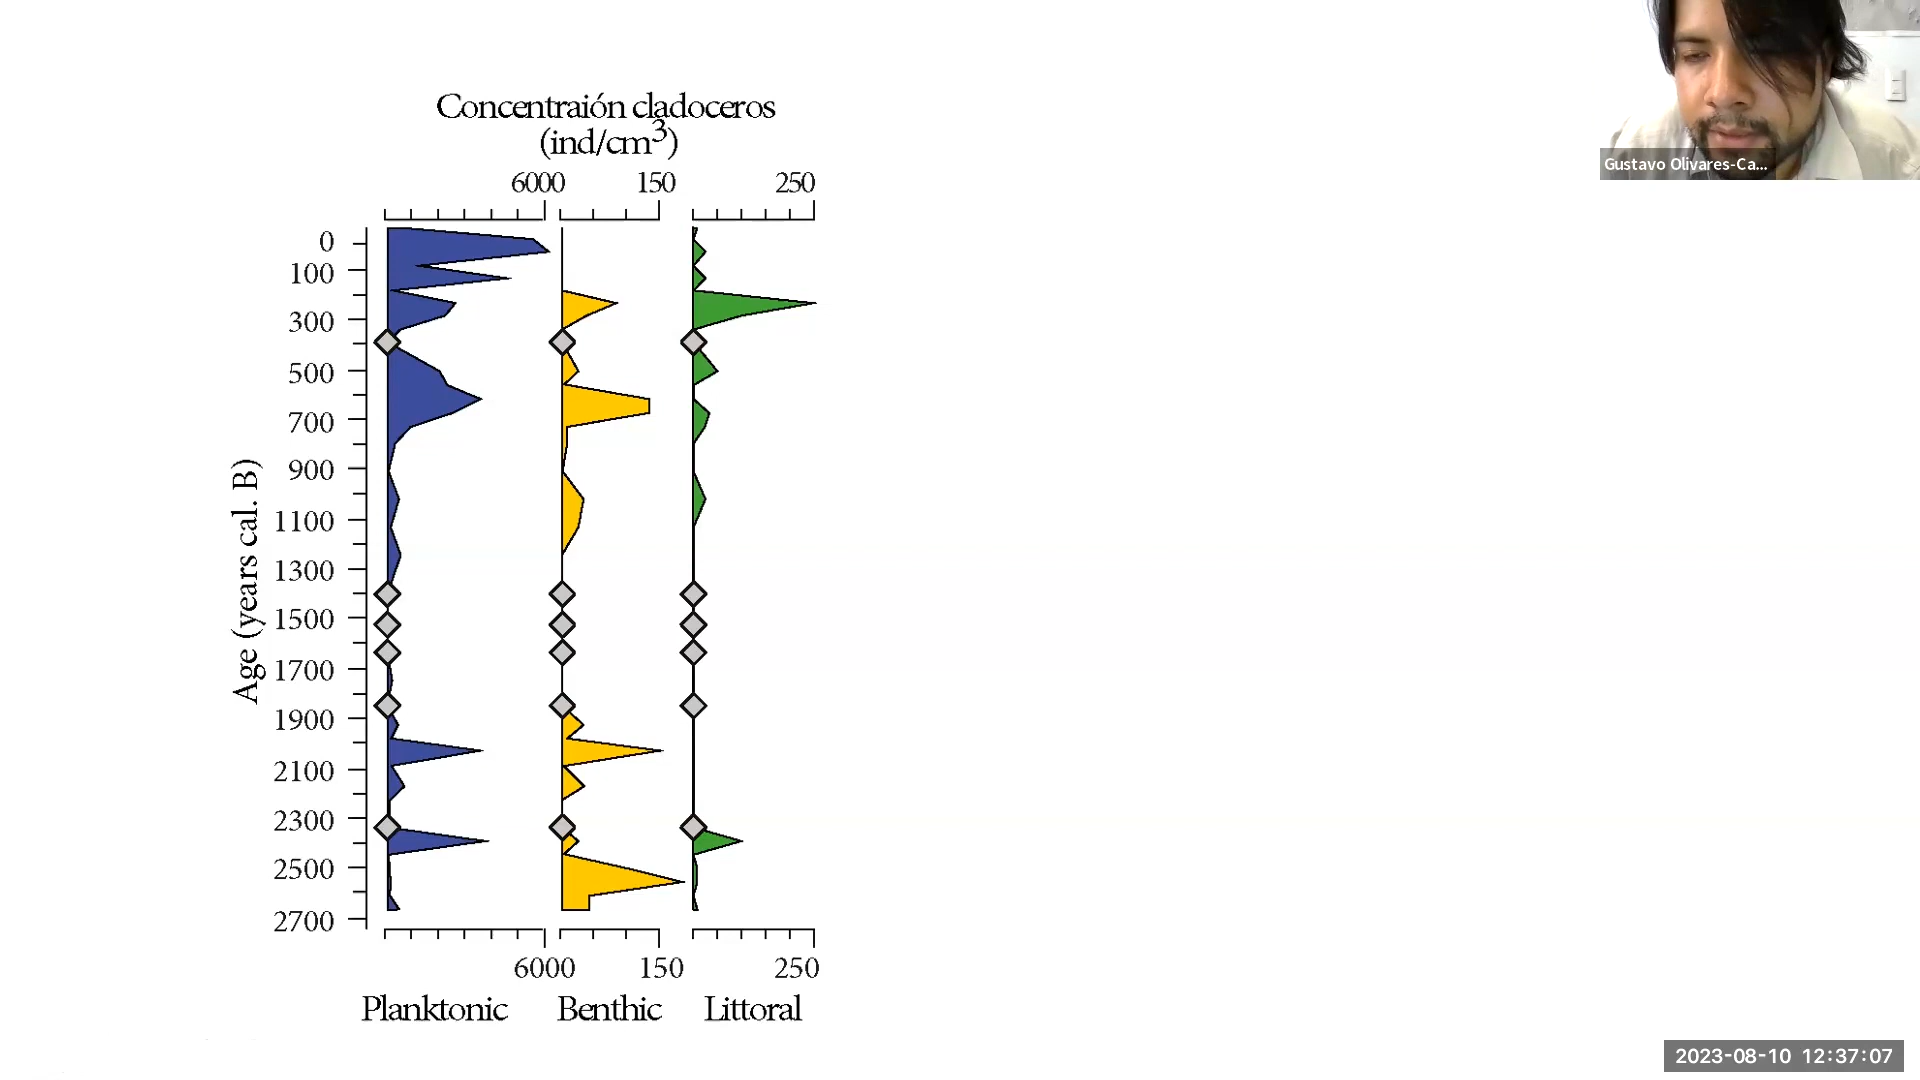 Concentraión cladoceros
(ind/cm³)
6000 150 250
0
100
300
500
700
900
1100
1300
1500
1700
1900
2100
2300
2500
2700
Age (years cal. B)
6000 150 250
Planktonic Benthic Littoral
Gustavo Olivares-Ca...
2023-08-10 12:37:07